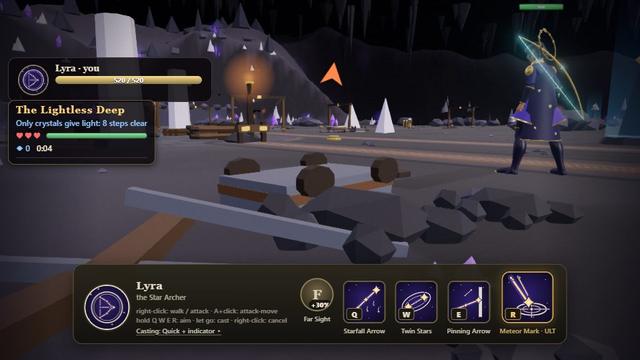 Lyra · you
520 / 520
The Lightless Deep
Only crystals give light: 8 steps clear
0 0:04
Lyra
the Star Archer
right-click: walk / attack · A+click: attack-move
hold Q W E R: aim · let go: cast · right-click: cancel
Casting: Quick + indicator
F
+30%
Far Sight
Q
Starfall Arrow
W
Twin Stars
E
Pinning Arrow
R
Meteor Mark · ULT